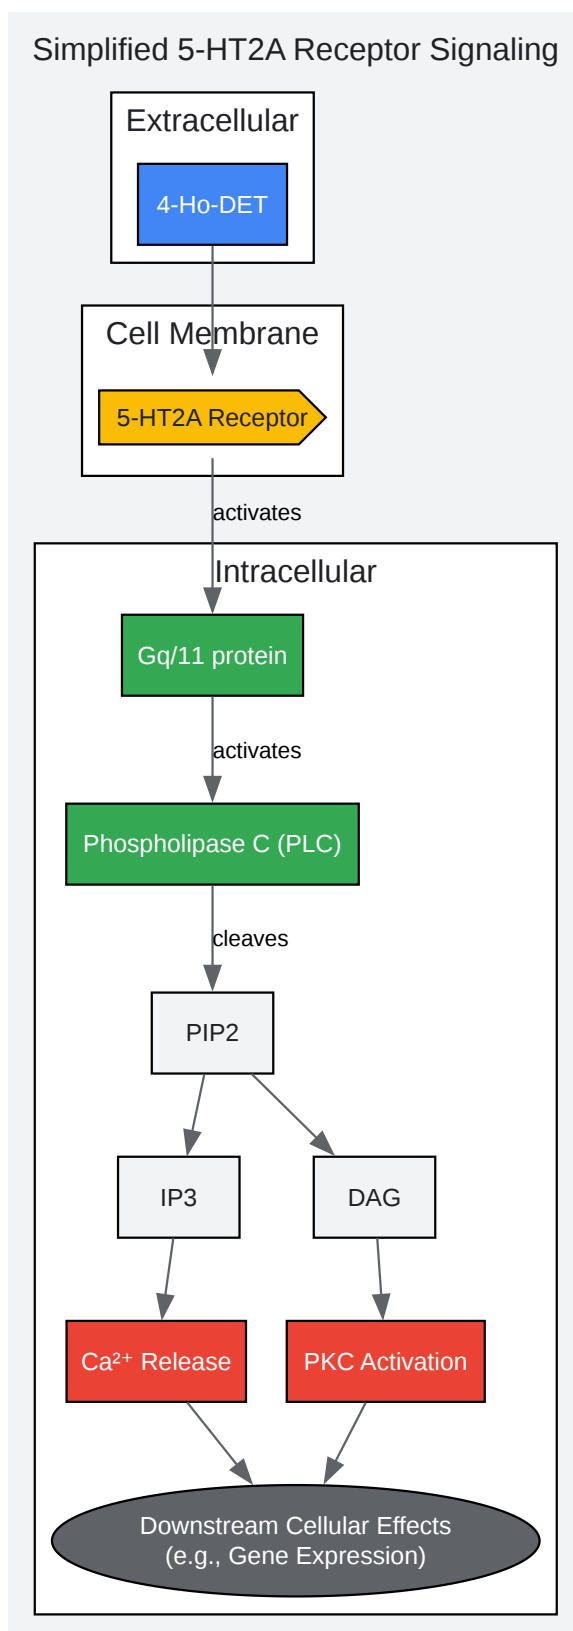 Simplified 5-HT2A Receptor Signaling
Extracellular
4-Ho-DET
Cell Membrane
5-HT2A Receptor
activates
Intracellular
Gq/11 protein
activates
Phospholipase C (PLC)
cleaves
PIP2
IP3
DAG
Ca²⁺ Release
PKC Activation
Downstream Cellular Effects
(e.g., Gene Expression)